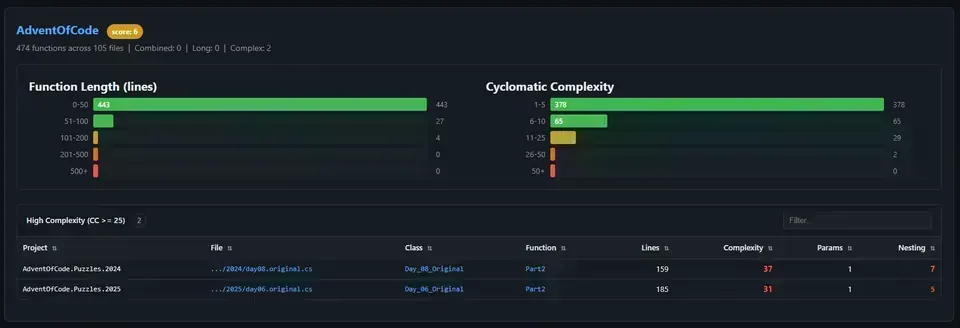 AdventOfCode score: 6
474 functions across 105 files | Combined: 0 | Long: 0 | Complex: 2
Function Length (lines)
0-50 443 443
51-100 27
101-200 4
201-500 0
500+ 0
Cyclomatic Complexity
1-5 378 378
6-10 65 65
11-25 29
26-50 2
50+ 0
High Complexity (CC >= 25) 2 Filter...
Project File Class Function Lines Complexity Params Nesting
AdventOfCode.Puzzles.2024 .../2024/day08.original.cs Day_08_Original Part2 159 37 1 7
AdventOfCode.Puzzles.2025 .../2025/day06.original.cs Day_06_Original Part2 185 31 1 5